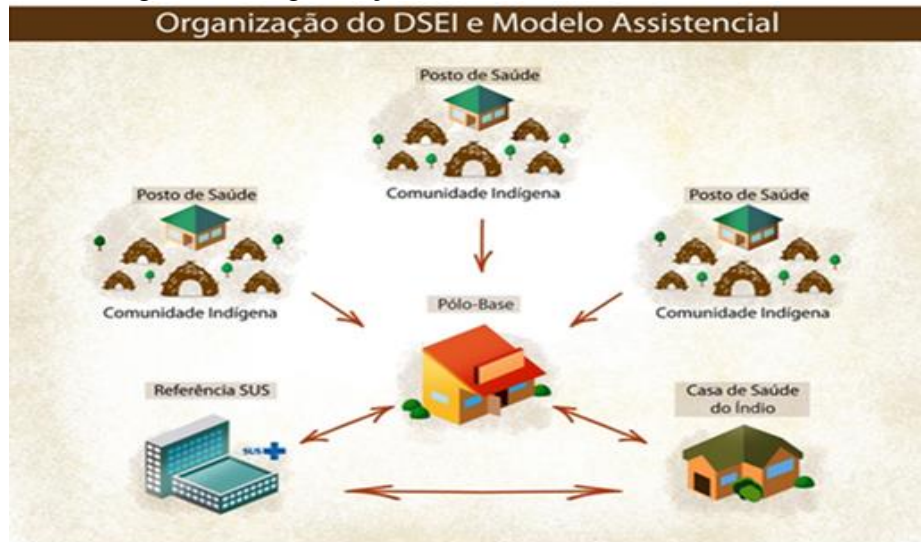 Organização do DSEI e Modelo Assistencial
Posto de Saúde
Comunidade Indígena
Posto de Saúde
Comunidade Indígena
Posto de Saúde
Comunidade Indígena
Pólo-Base
Referência SUS
SUS
Casa de Saúde
do Índio